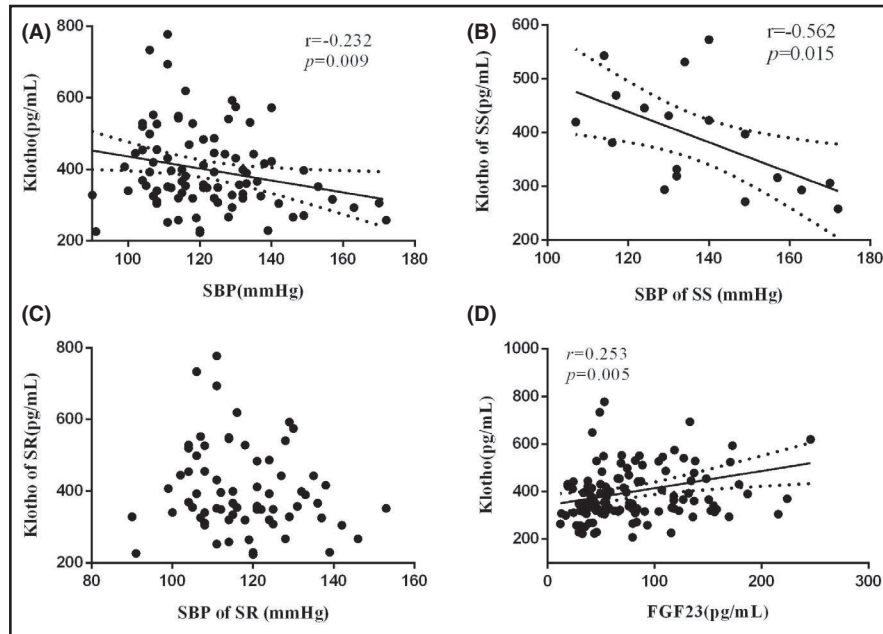 (A)
r=-0.232
p=0.009
Klotho(pg/mL)
800
600
400
200
100 120 140 160 180
SBP(mmHg)
(B)
r=-0.562
p=0.015
Klotho of SS(pg/mL)
600
500
400
300
200
100 120 140 160 180
SBP of SS (mmHg)
(C)
Klotho of SR(pg/mL)
800
600
400
200
80 100 120 140 160
SBP of SR (mmHg)
(D)
r=0.253
p=0.005
Klotho(pg/mL)
1000
800
600
400
200
0 100 200 300
FGF23(pg/mL)